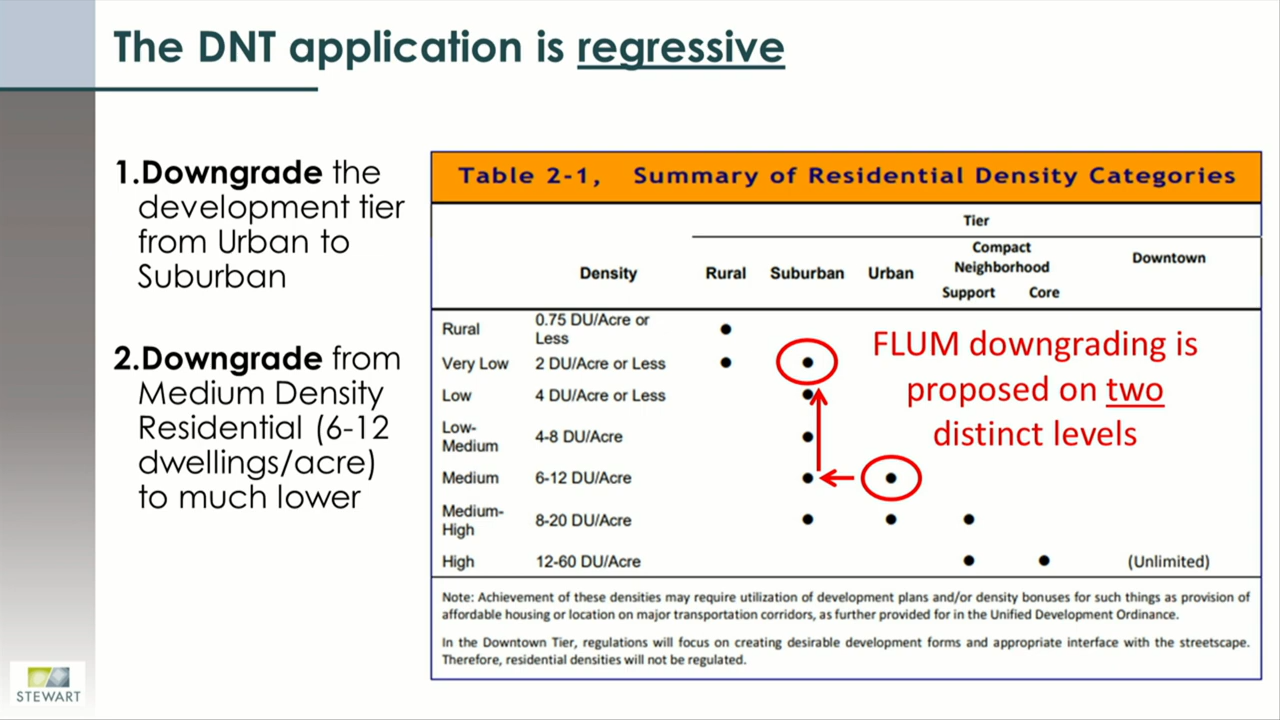 The DNT application is regressive
1.Downgrade the
development tier
from Urban to
Suburban
2.Downgrade from
Medium Density
Residential (6-12
dwellings/acre)
to much lower
Table 2-1, Summary of Residential Density Categories
Tier
Compact
Neighborhood
Downtown
Density Rural Suburban Urban
Support Core
Rural 0.75 DU/Acre or
Less
Very Low 2 DU/Acre or Less
Low 4 DU/Acre or Less
Low-
Medium 4-8 DU/Acre
Medium 6-12 DU/Acre
Medium-
High 8-20 DU/Acre
High 12-60 DU/Acre (Unlimited)
FLUM downgrading is
proposed on two
distinct levels
Note: Achievement of these densities may require utilization of development plans and/or density bonuses for such things as provision of
affordable housing or location on major transportation corridors, as further provided for in the Unified Development Ordinance.
In the Downtown Tier, regulations will focus on creating desirable development forms and appropriate interface with the streetscape.
Therefore, residential densities will not be regulated.
STEWART